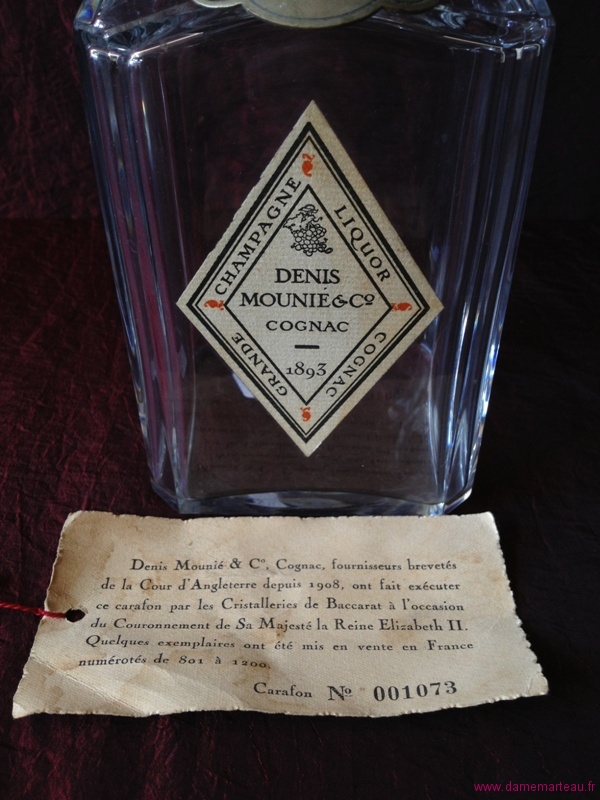 GRANDE CHAMPAGNE
LIQUOR COGNAC
DENIS
MOUNIÉ & Cº
COGNAC
1893
Denis Mounié & Cº, Cognac, fournisseurs brevetés
de la Cour d'Angleterre depuis 1908, ont fait exécuter
ce carafon par les Cristalleries de Baccarat à l'occasion
du Couronnement de Sa Majesté la Reine Elizabeth II.
Quelques exemplaires ont été mis en vente en France
numérotés de 801 à 1200.
Carafon Nº 001073
www.damemarteau.fr